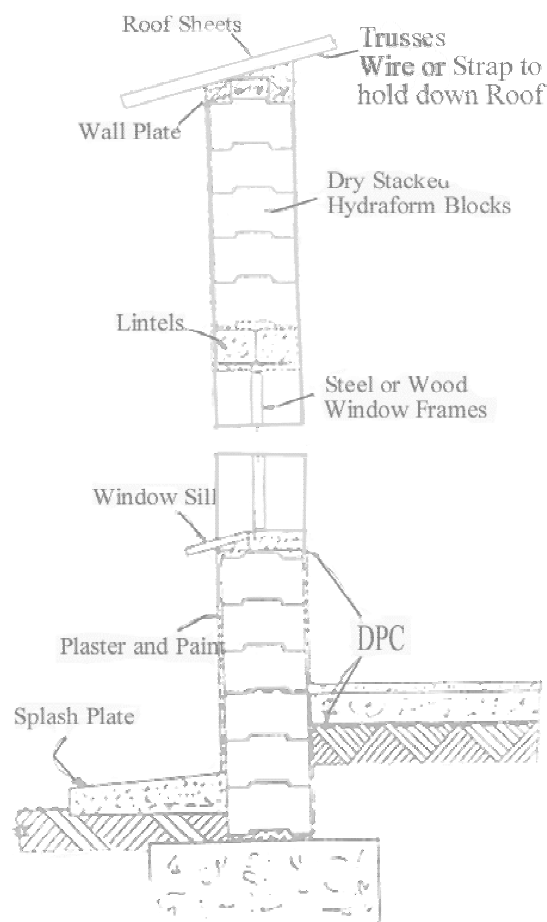 Roof Sheets
Trusses
Wire or Strap to
hold down Roof
Wall Plate
Dry Stacked
Hydraform Blocks
Lintels
Steel or Wood
Window Frames
Window Sill
Plaster and Paint
DPC
Splash Plate